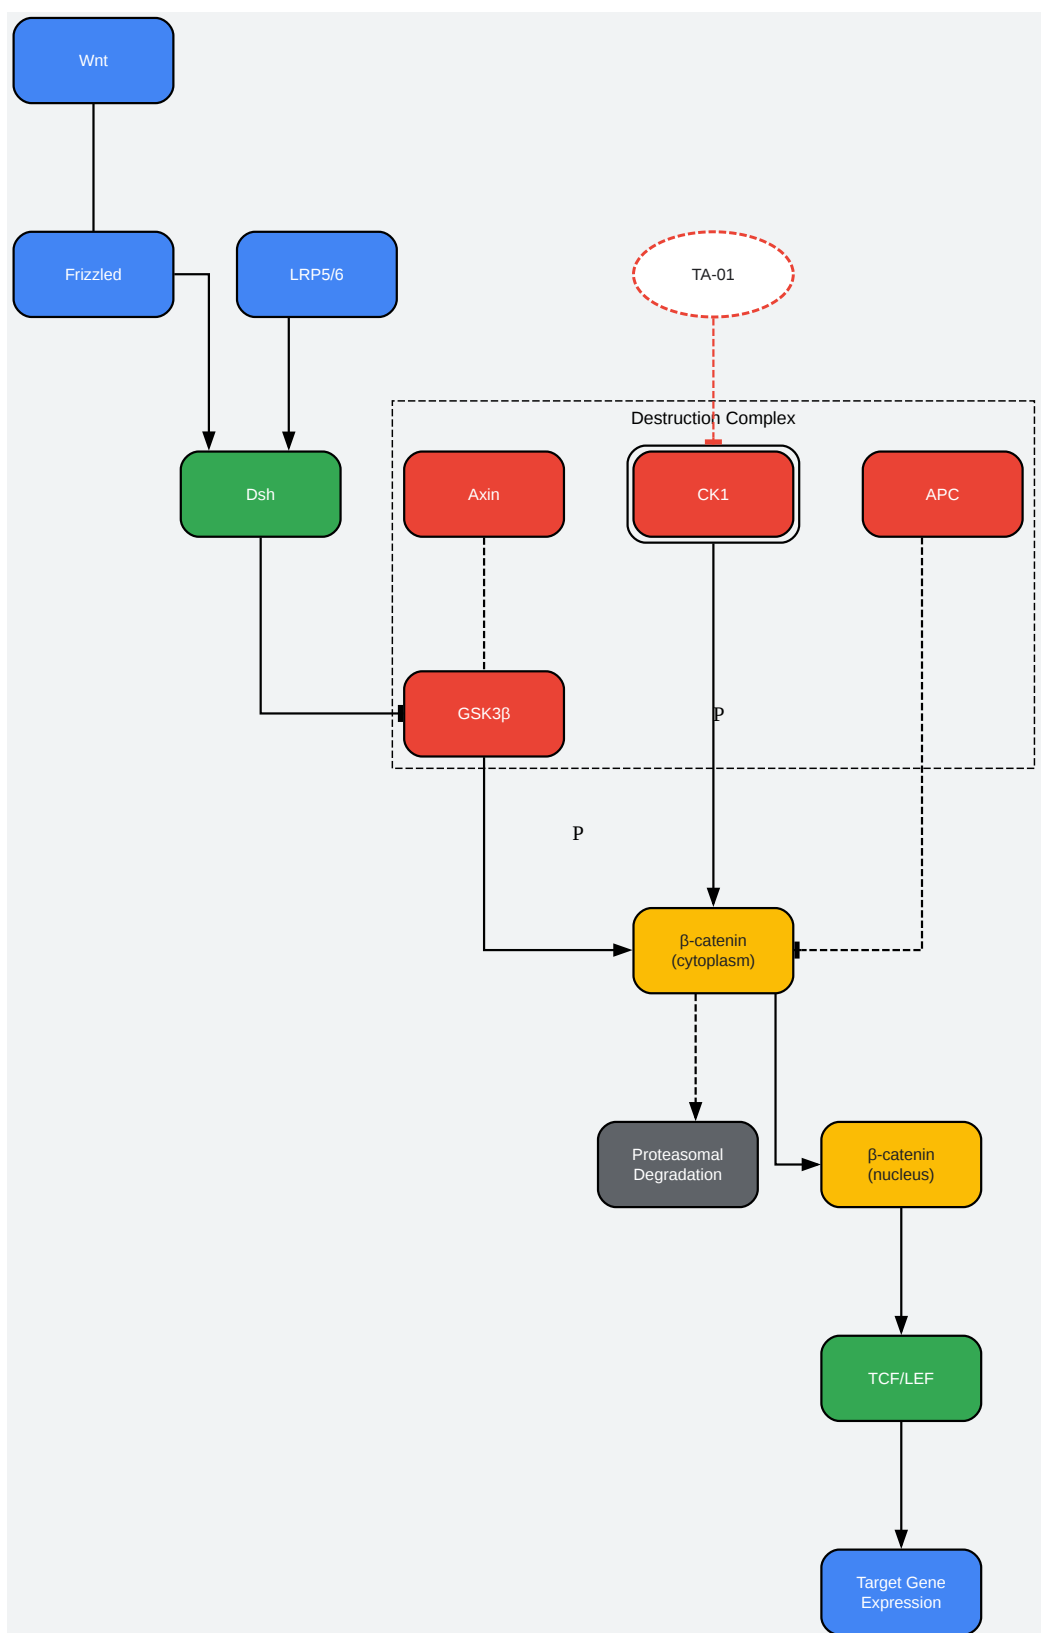 Wnt
Frizzled
LRP5/6
TA-01
Destruction Complex
Dsh
Axin
CK1
APC
GSK3β
P
P
β-catenin
(cytoplasm)
Proteasomal
Degradation
β-catenin
(nucleus)
TCF/LEF
Target Gene
Expression